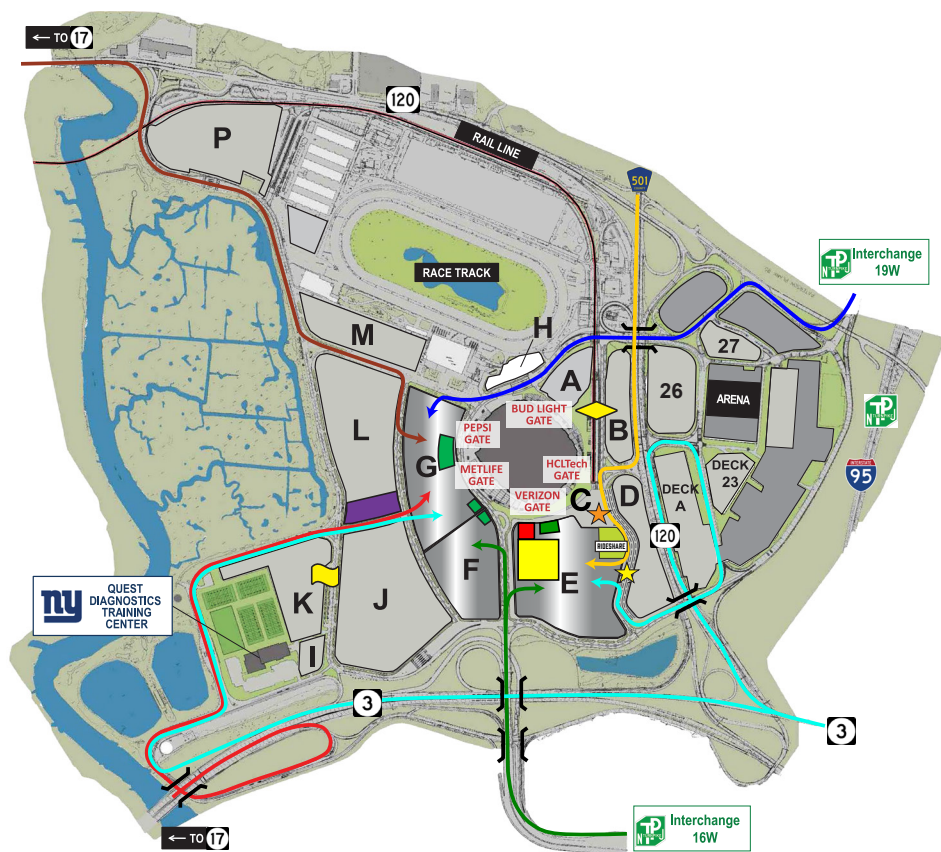 ← TO 17
120
P
RAIL LINE
501
Interchange
19W
RACE TRACK
M
H
27
A
26
ARENA
BUD LIGHT
GATE
PEPSI
GATE
B
L
G
METLIFE
GATE
HCLTech
GATE
VERIZON
GATE
C
D
DECK
23
DECK
A
INTERSTATE
95
120
RIDESHARE
F
E
ny
QUEST
DIAGNOSTICS
TRAINING
CENTER
K
J
I
3
3
Interchange
16W
← TO 17